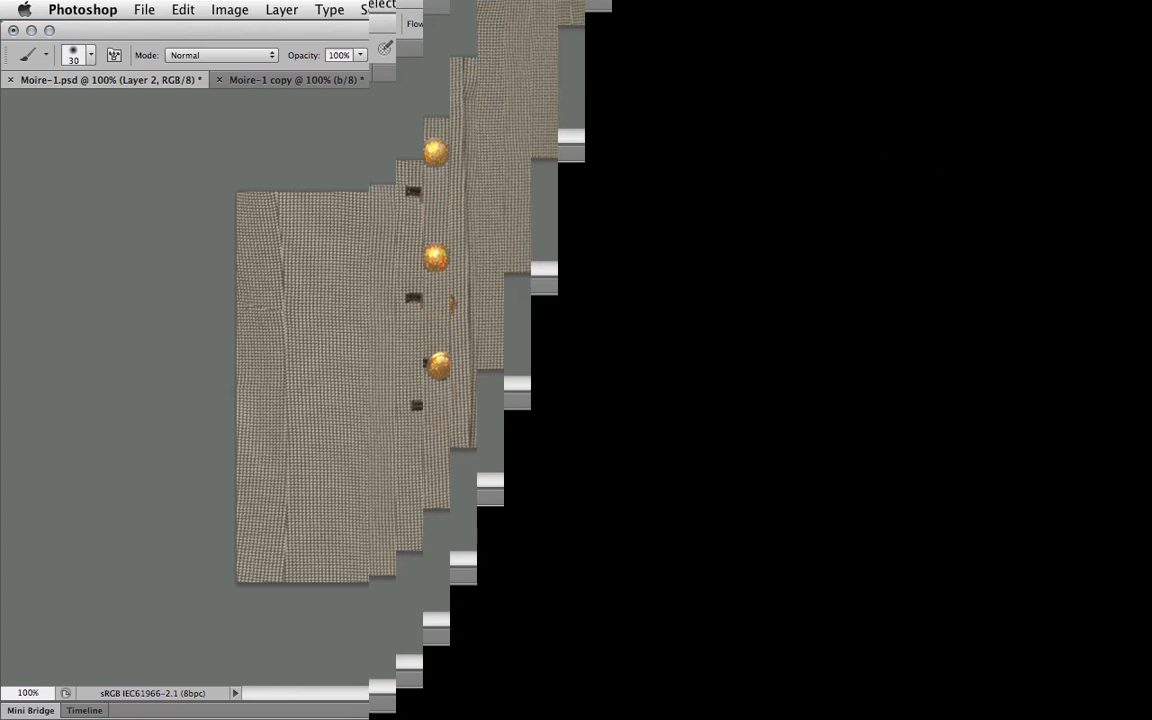 Photoshop File Edit Image Layer Type
Flow
30 Mode: Normal Opacity: 100%
× Moire-1.psd @ 100% (Layer 2, RGB/8) * × Moire-1 copy @ 100% (b/8) *
100% sRGB IEC61966-2.1 (8bpc)
Mini Bridge Timeline